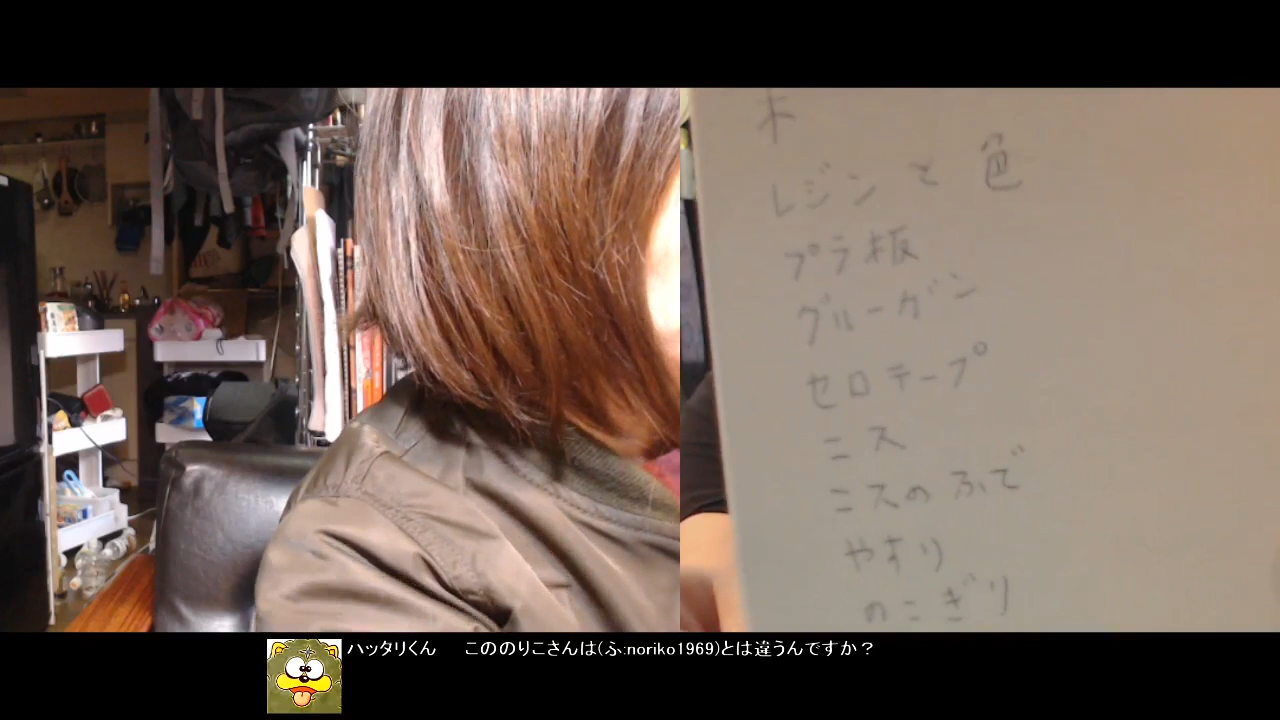 木
レジンと色
プラ板
グルーガン
セロテープ
ニス
ニスのふで
やすり
のこぎり
ハッタリくん こののりこさんは(ふ:noriko1969)とは違うんですか？